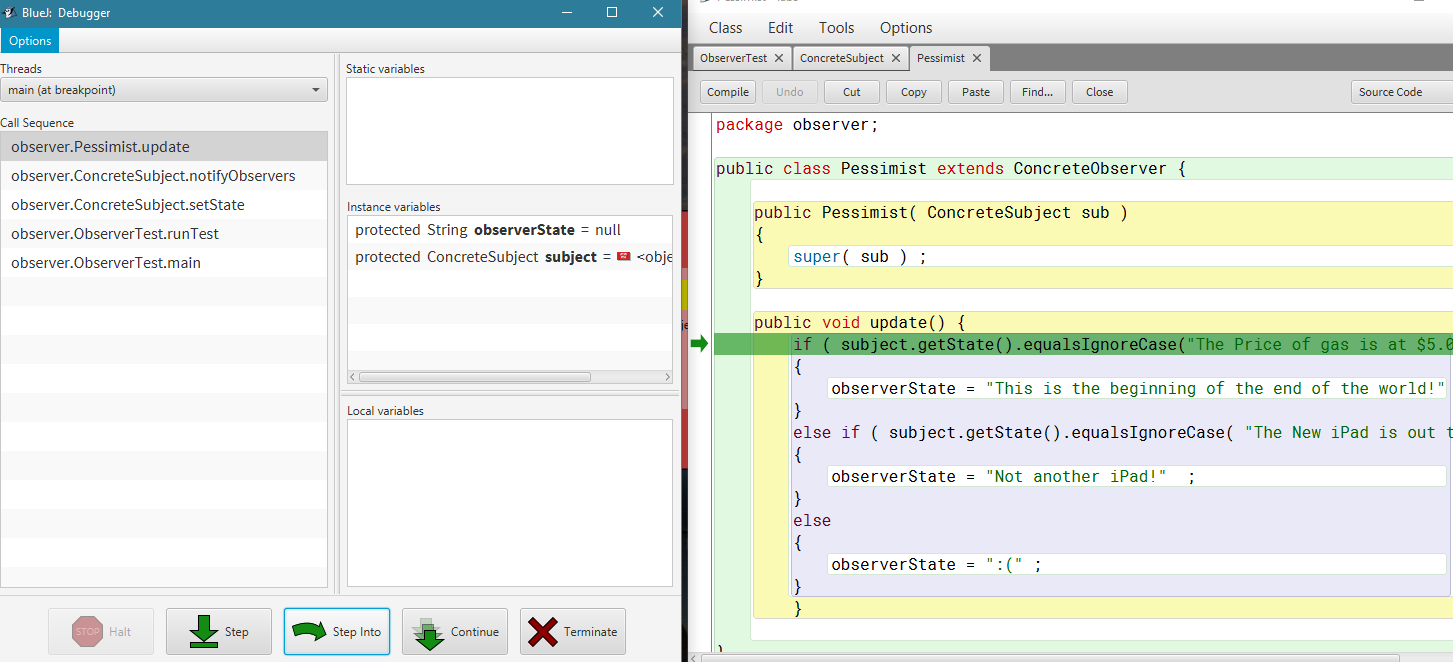 BlueJ: Debugger
Options
Threads
main (at breakpoint)
Call Sequence
observer.Pessimist.update
observer.ConcreteSubject.notifyObservers
observer.ConcreteSubject.setState
observer.ObserverTest.runTest
observer.ObserverTest.main
Static variables
Instance variables
protected String observerState = null
protected ConcreteSubject subject = <obje
Local variables
STOP Halt
Step
Step Into
Continue
Terminate
Class Edit Tools Options
ObserverTest ConcreteSubject Pessimist
Compile Undo Cut Copy Paste Find... Close Source Code
package observer;
public class Pessimist extends ConcreteObserver {
public Pessimist( ConcreteSubject sub )
{
super( sub ) ;
}
public void update() {
if ( subject.getState().equalsIgnoreCase("The Price of gas is at $5.0
{
observerState = "This is the beginning of the end of the world!"
}
else if ( subject.getState().equalsIgnoreCase( "The New iPad is out t
{
observerState = "Not another iPad!"  ;
}
else
{
observerState = ":(" ;
}
}
}